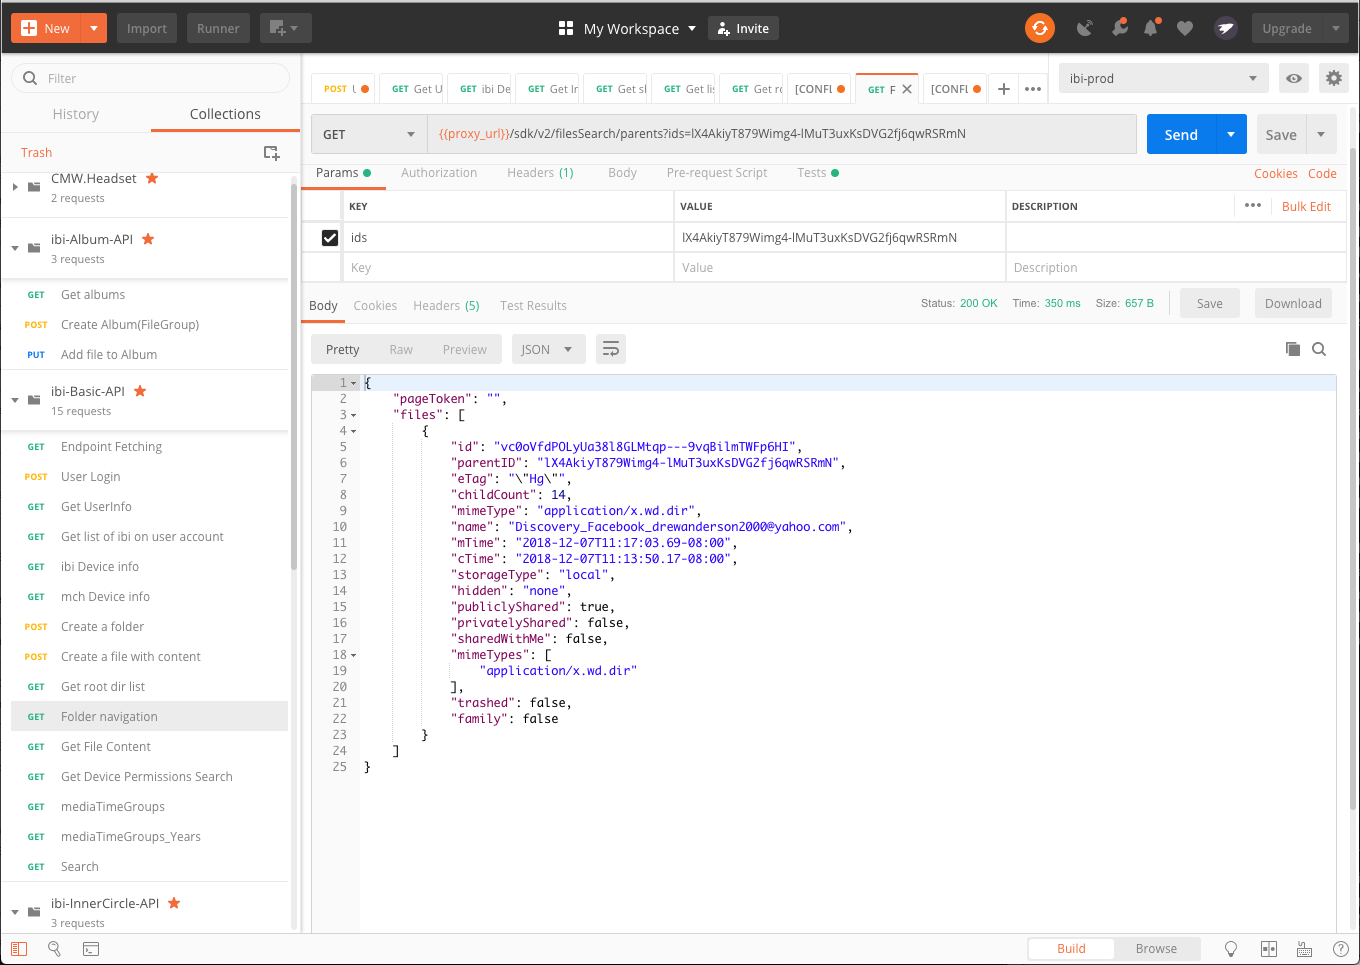 New
Import
Runner
My Workspace
Invite
Upgrade
Filter
History
Collections
Trash
CMW.Headset
2 requests
ibi-Album-API
3 requests
GET Get albums
POST Create Album(FileGroup)
PUT Add file to Album
ibi-Basic-API
15 requests
GET Endpoint Fetching
POST User Login
GET Get UserInfo
GET Get list of ibi on user account
GET ibi Device info
GET mch Device info
POST Create a folder
POST Create a file with content
GET Get root dir list
GET Folder navigation
GET Get File Content
GET Get Device Permissions Search
GET mediaTimeGroups
GET mediaTimeGroups_Years
GET Search
ibi-InnerCircle-API
3 requests
POST
GET Get U
GET ibi De
GET Get In
GET Get sl
GET Get lis
GET Get ro
[CONFL
GET F
[CONFL
ibi-prod
GET
{{proxy_url}}/sdk/v2/filesSearch/parents?ids=lX4AkiyT879Wimg4-lMuT3uxKsDVG2fj6qwRSRmN
Send
Save
Params
Authorization
Headers (1)
Body
Pre-request Script
Tests
Cookies
Code
KEY
VALUE
DESCRIPTION
Bulk Edit
ids
lX4AkiyT879Wimg4-lMuT3uxKsDVG2fj6qwRSRmN
Key
Value
Description
Body
Cookies
Headers (5)
Test Results
Status: 200 OK
Time: 350 ms
Size: 657 B
Save
Download
Pretty
Raw
Preview
JSON
1 {
2 "pageToken": "",
3 "files": [
4 {
5 "id": "vc0oVfdPOLyUa38l8GLMtqp---9vqBilmTWFp6HI",
6 "parentID": "lX4AkiyT879Wimg4-lMuT3uxKsDVG2fj6qwRSRmN",
7 "eTag": "\"Hg\"",
8 "childCount": 14,
9 "mimeType": "application/x.wd.dir",
10 "name": "Discovery_Facebook_drewanderson2000@yahoo.com",
11 "mTime": "2018-12-07T11:17:03.69-08:00",
12 "cTime": "2018-12-07T11:13:50.17-08:00",
13 "storageType": "local",
14 "hidden": "none",
15 "publiclyShared": true,
16 "privatelyShared": false,
17 "sharedWithMe": false,
18 "mimeTypes": [
19 "application/x.wd.dir"
20 ],
21 "trashed": false,
22 "family": false
23 }
24 ]
25 }
Build
Browse